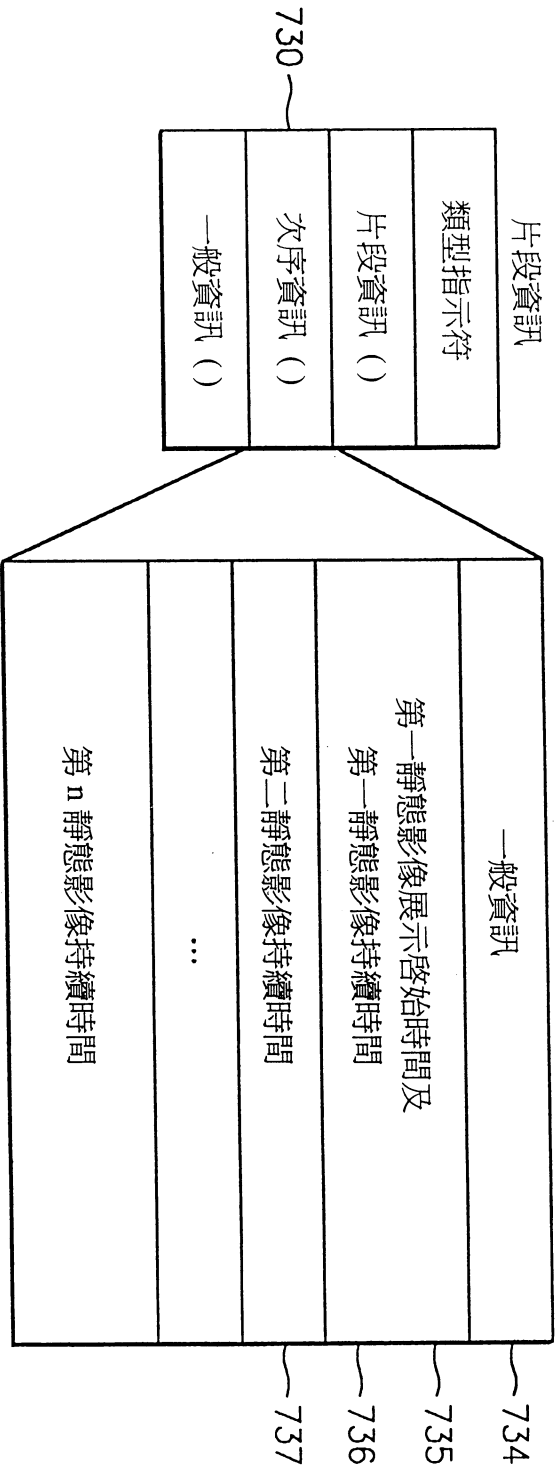 片段資訊
類型指示符
片段資訊 ( )
次序資訊 ( )
一般資訊 ( )
730
一般資訊
第一靜態影像展示啓始時間及
第一靜態影像持續時間
第二靜態影像持續時間
...
第 n 靜態影像持續時間
734
735
736
737